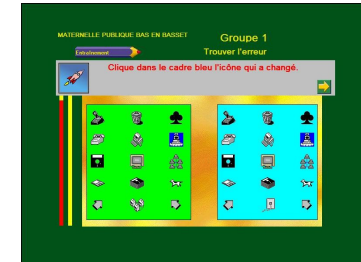 MATERNELLE PUBLIQUE BAS EN BASSET
Groupe 1
Entraînement
Trouver l'erreur
Clique dans le cadre bleu l'icône qui a changé.